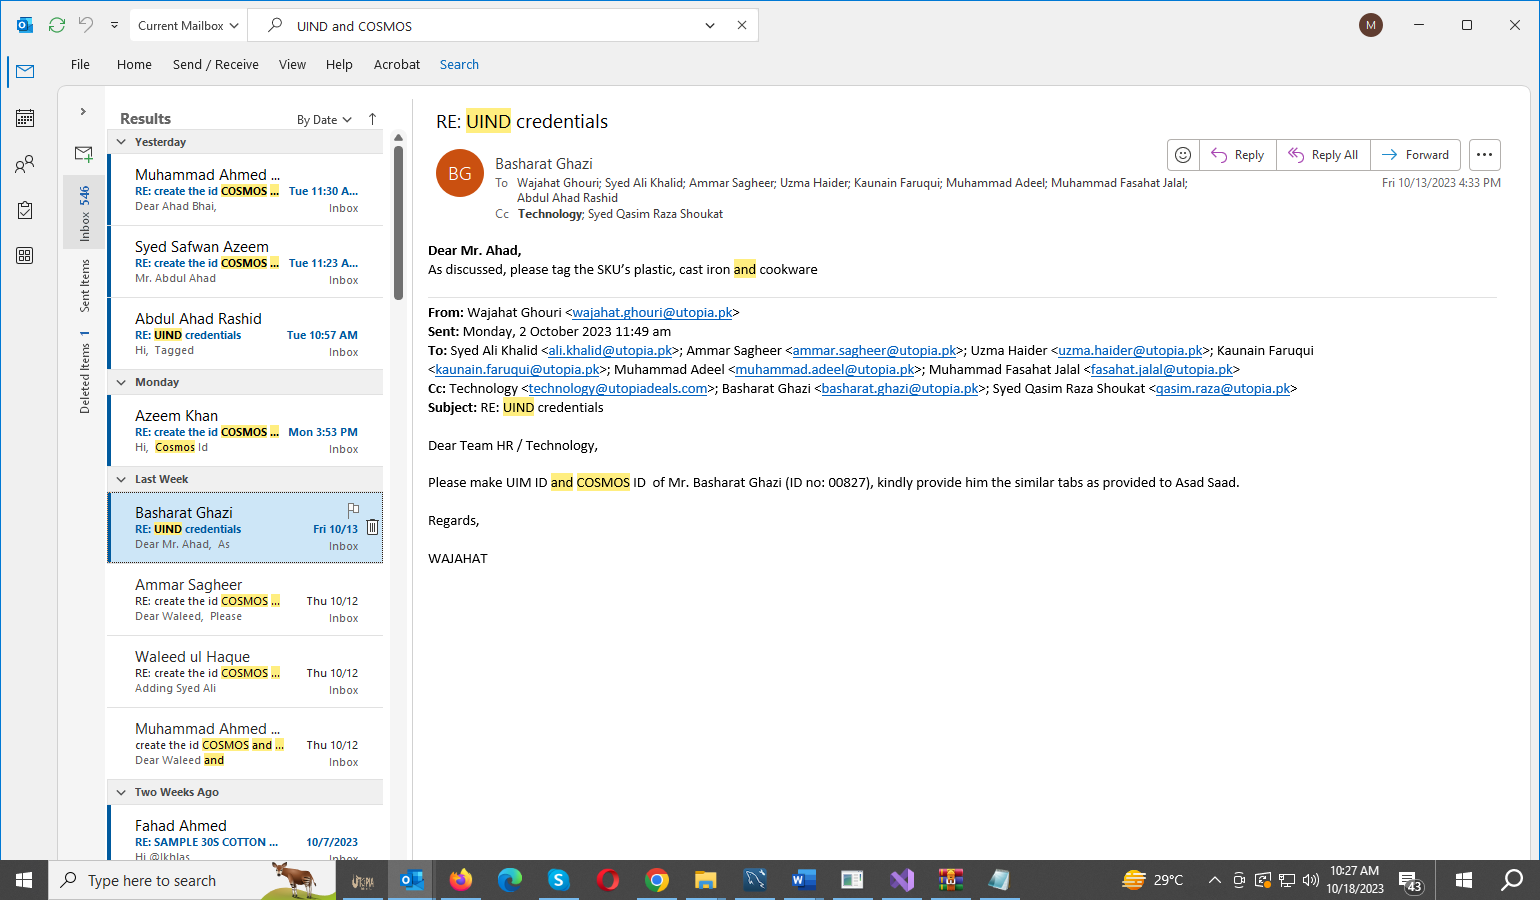 Current Mailbox
UIND and COSMOS
M
File
Home
Send / Receive
View
Help
Acrobat
Search
Inbox 546
Sent Items
Deleted Items 1
Results
By Date
Yesterday
Muhammad Ahmed ...
RE: create the id COSMOS ... Tue 11:30 A...
Dear Ahad Bhai, Inbox
Syed Safwan Azeem
RE: create the id COSMOS ... Tue 11:23 A...
Mr. Abdul Ahad Inbox
Abdul Ahad Rashid
RE: UIND credentials Tue 10:57 AM
Hi, Tagged Inbox
Monday
Azeem Khan
RE: create the id COSMOS ... Mon 3:53 PM
Hi, Cosmos Id Inbox
Last Week
Basharat Ghazi
RE: UIND credentials Fri 10/13
Dear Mr. Ahad, As Inbox
Ammar Sagheer
RE: create the id COSMOS ... Thu 10/12
Dear Waleed, Please Inbox
Waleed ul Haque
RE: create the id COSMOS ... Thu 10/12
Adding Syed Ali Inbox
Muhammad Ahmed ...
create the id COSMOS and ... Thu 10/12
Dear Waleed and Inbox
Two Weeks Ago
Fahad Ahmed
RE: SAMPLE 30S COTTON ... 10/7/2023
Hi @Ikhlas Inbox
RE: UIND credentials
BG
Basharat Ghazi
Reply
Reply All
Forward
To Wajahat Ghouri; Syed Ali Khalid; Ammar Sagheer; Uzma Haider; Kaunain Faruqui; Muhammad Adeel; Muhammad Fasahat Jalal;
Abdul Ahad Rashid
Fri 10/13/2023 4:33 PM
Cc Technology; Syed Qasim Raza Shoukat
Dear Mr. Ahad,
As discussed, please tag the SKU's plastic, cast iron and cookware
From: Wajahat Ghouri <wajahat.ghouri@utopia.pk>
Sent: Monday, 2 October 2023 11:49 am
To: Syed Ali Khalid <ali.khalid@utopia.pk>; Ammar Sagheer <ammar.sagheer@utopia.pk>; Uzma Haider <uzma.haider@utopia.pk>; Kaunain Faruqui
<kaunain.faruqui@utopia.pk>; Muhammad Adeel <muhammad.adeel@utopia.pk>; Muhammad Fasahat Jalal <fasahat.jalal@utopia.pk>
Cc: Technology <technology@utopiadeals.com>; Basharat Ghazi <basharat.ghazi@utopia.pk>; Syed Qasim Raza Shoukat <qasim.raza@utopia.pk>
Subject: RE: UIND credentials
Dear Team HR / Technology,
Please make UIM ID and COSMOS ID of Mr. Basharat Ghazi (ID no: 00827), kindly provide him the similar tabs as provided to Asad Saad.
Regards,
WAJAHAT
Type here to search
UTOPIA
29°C
10:27 AM
10/18/2023
43